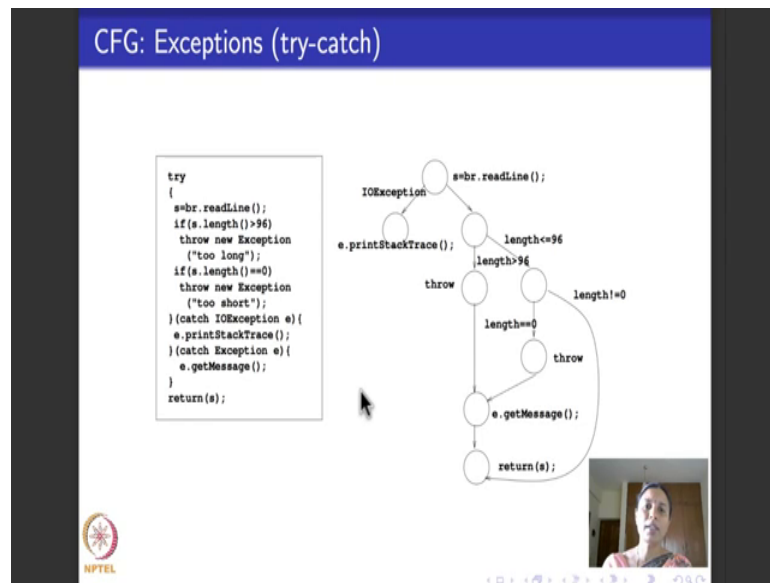 CFG: Exceptions (try-catch)
try
{
s=br.readLine();
if(s.length()>96)
throw new Exception
("too long");
if(s.length()==0)
throw new Exception
("too short");
}(catch IOException e){
e.printStackTrace();
}(catch Exception e){
e.getMessage();
}
return(s);
s=br.readLine();
IOException
e.printStackTrace();
length<=96
length>96
throw
length!=0
length==0
throw
e.getMessage();
return(s);
NPTEL